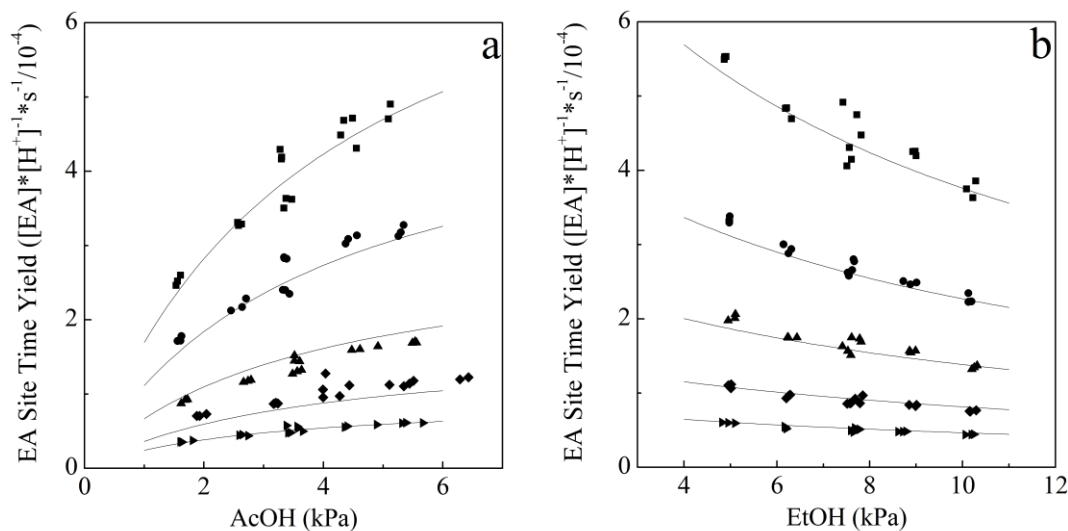 EA Site Time Yield ([EA]*[H⁺]⁻¹*s⁻¹/10⁻⁴)
6
4
2
0
a
0 2 4 6
AcOH (kPa)
EA Site Time Yield ([EA]*[H⁺]⁻¹*s⁻¹/10⁻⁴)
6
4
2
0
b
4 6 8 10 12
EtOH (kPa)